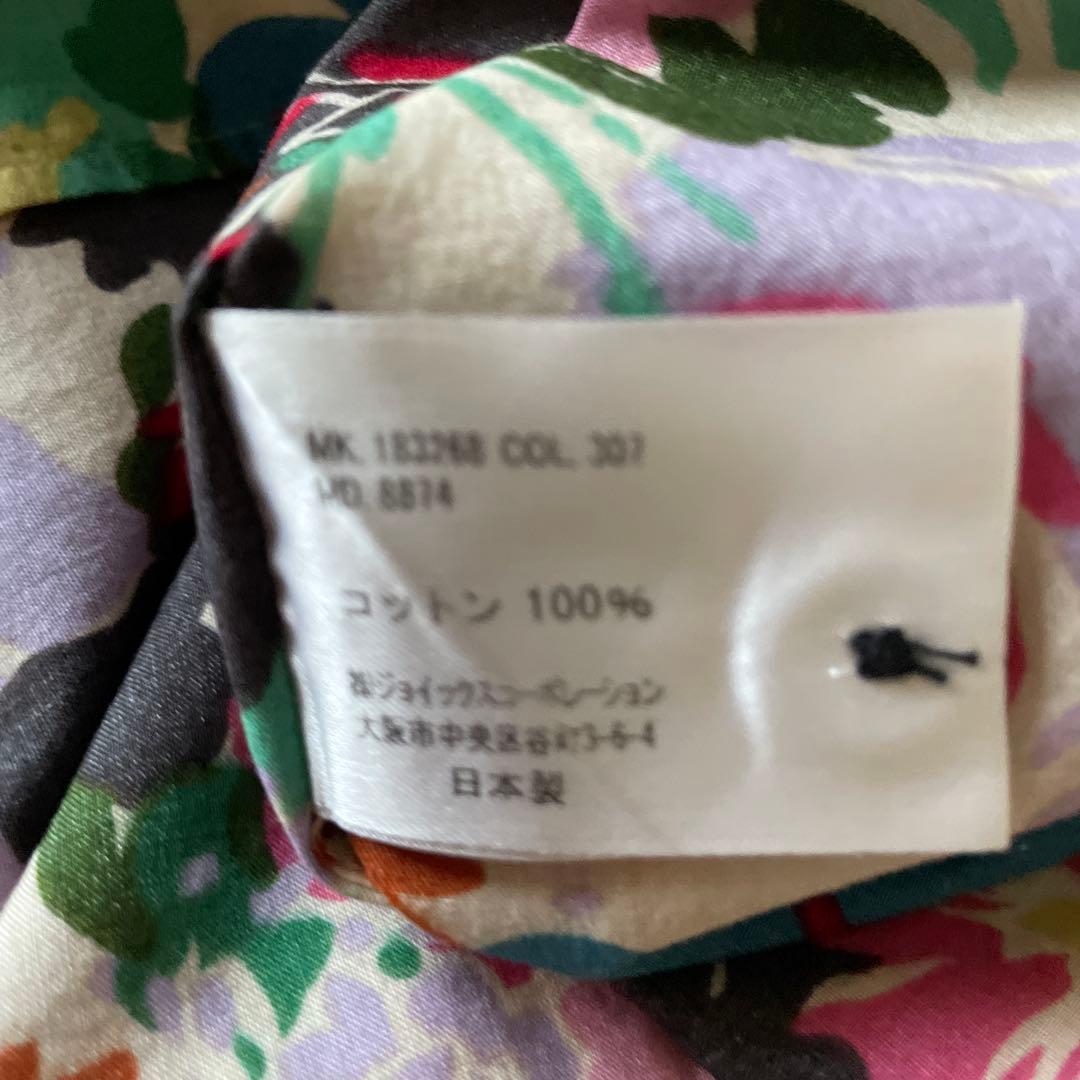 MK. 183268 COL. 307
MD. 8874
コットン 100%
㈱ジョイックスコーポレーション
大阪市中央区谷町3-6-4
日本製